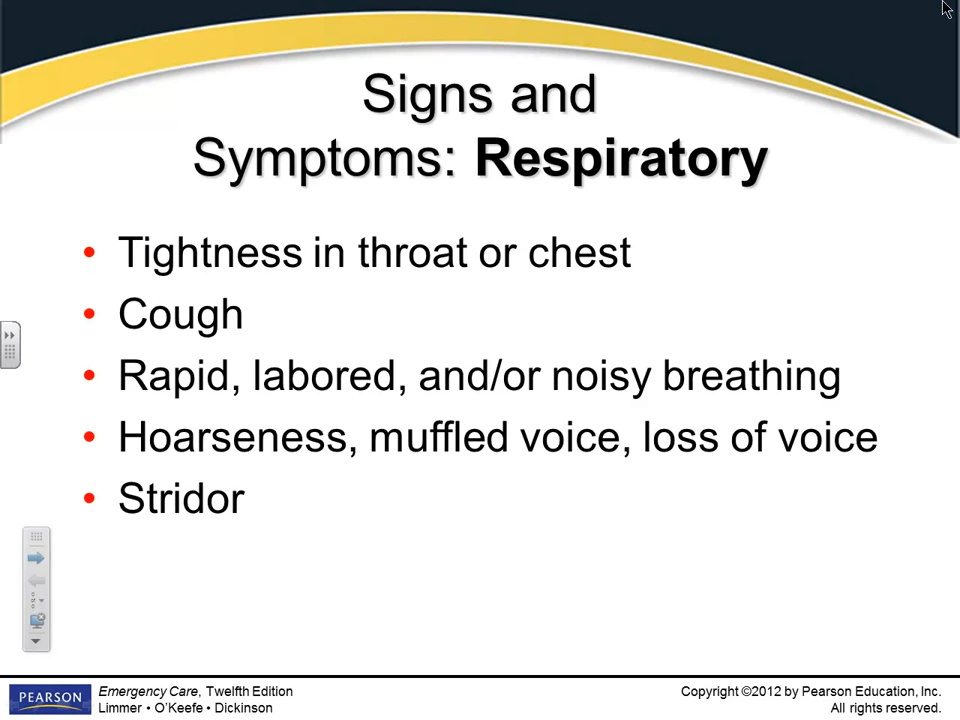 Signs and
Symptoms: Respiratory
• Tightness in throat or chest
• Cough
• Rapid, labored, and/or noisy breathing
• Hoarseness, muffled voice, loss of voice
• Stridor
PEARSON
Emergency Care, Twelfth Edition
Limmer • O’Keefe • Dickinson
Copyright ©2012 by Pearson Education, Inc.
All rights reserved.